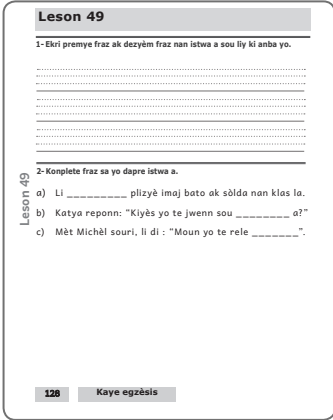 Leson 49
1- Ekri premye fraz ak dezyèm fraz nan istwa a sou liy ki anba yo.
2- Konplete fraz sa yo dapre istwa a.
Leson 49
a) Li _________ plizyè imaj bato ak sòlda nan klas la.
b) Katya reponn: “Kiyès yo te jwenn sou ________ a?”
c) Mèt Michèl souri, li di : “Moun yo te rele _______”.
128 Kaye egzèsis